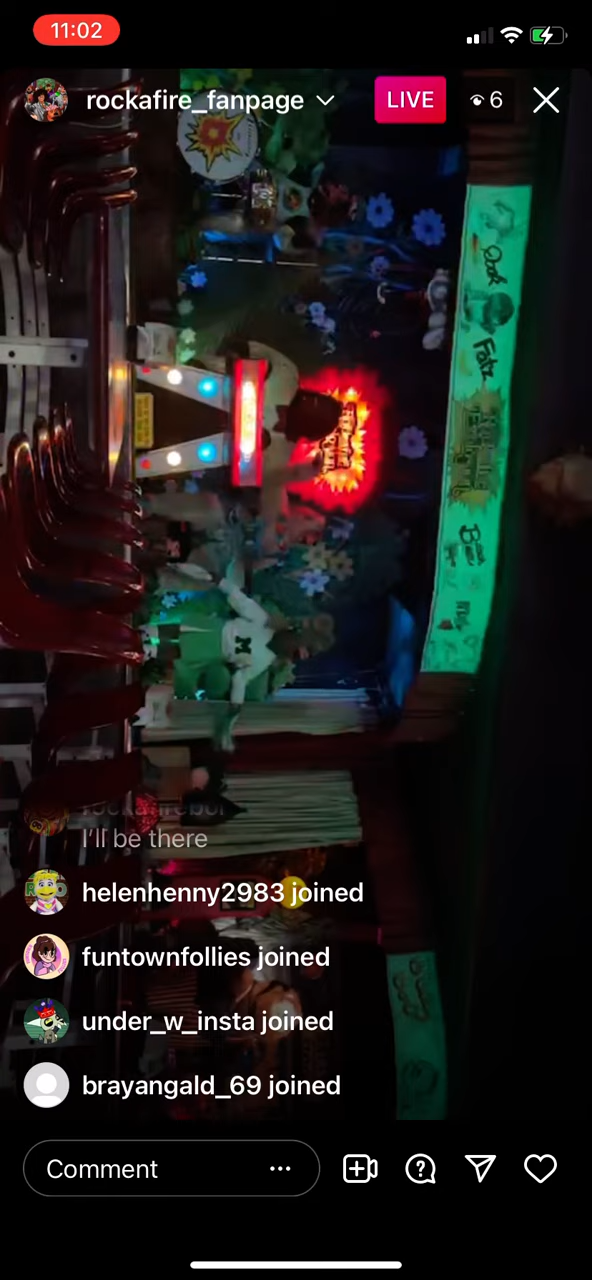 11:02
rockafire_fanpage
LIVE
6
Fatz
M
I'll be there
helenhenny2983 joined
funtownfollies joined
under_w_insta joined
brayangald_69 joined
Comment